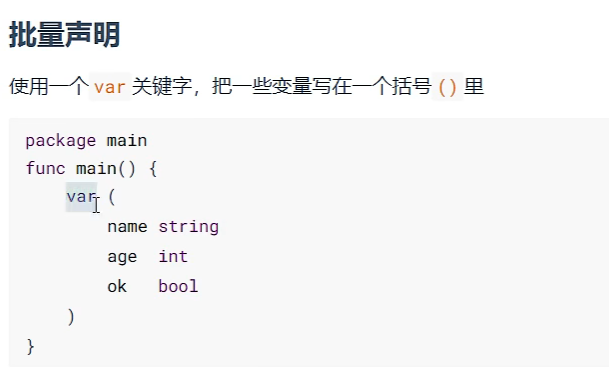 批量声明
使用一个 var 关键字，把一些变量写在一个括号 () 里
package main
func main() {
    var (
        name string
        age  int
        ok   bool
    )
}